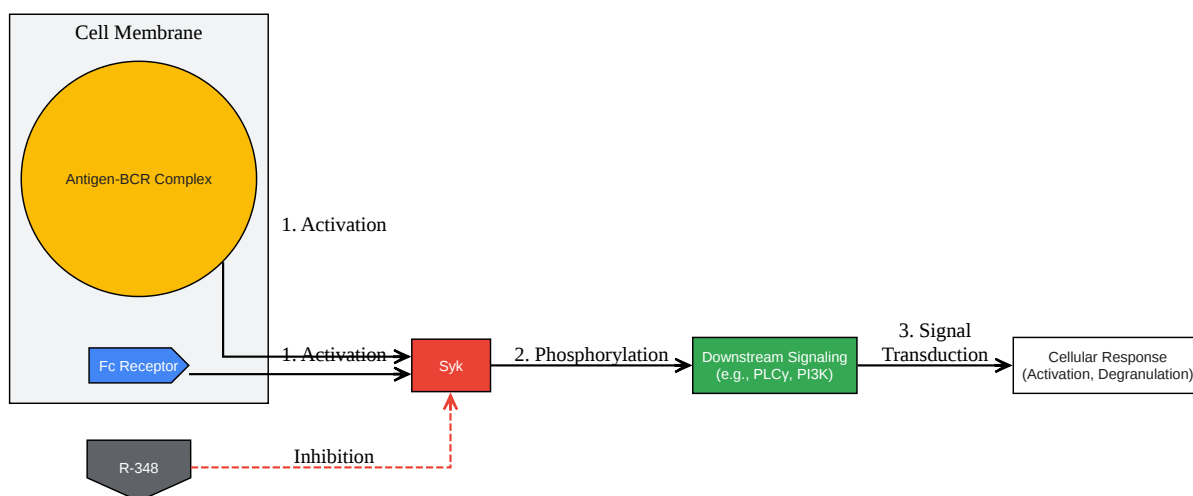 Cell Membrane
Antigen-BCR Complex
1. Activation
Fc Receptor
1. Activation
Syk
2. Phosphorylation
Downstream Signaling
(e.g., PLCγ, PI3K)
3. Signal
Transduction
Cellular Response
(Activation, Degranulation)
R-348
Inhibition